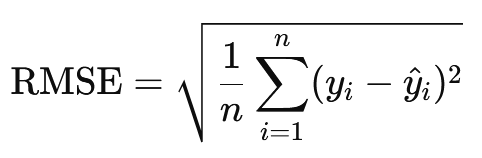 RMSE = \sqrt{\frac{1}{n} \sum_{i=1}^{n} (y_i - \hat{y}_i)^2}